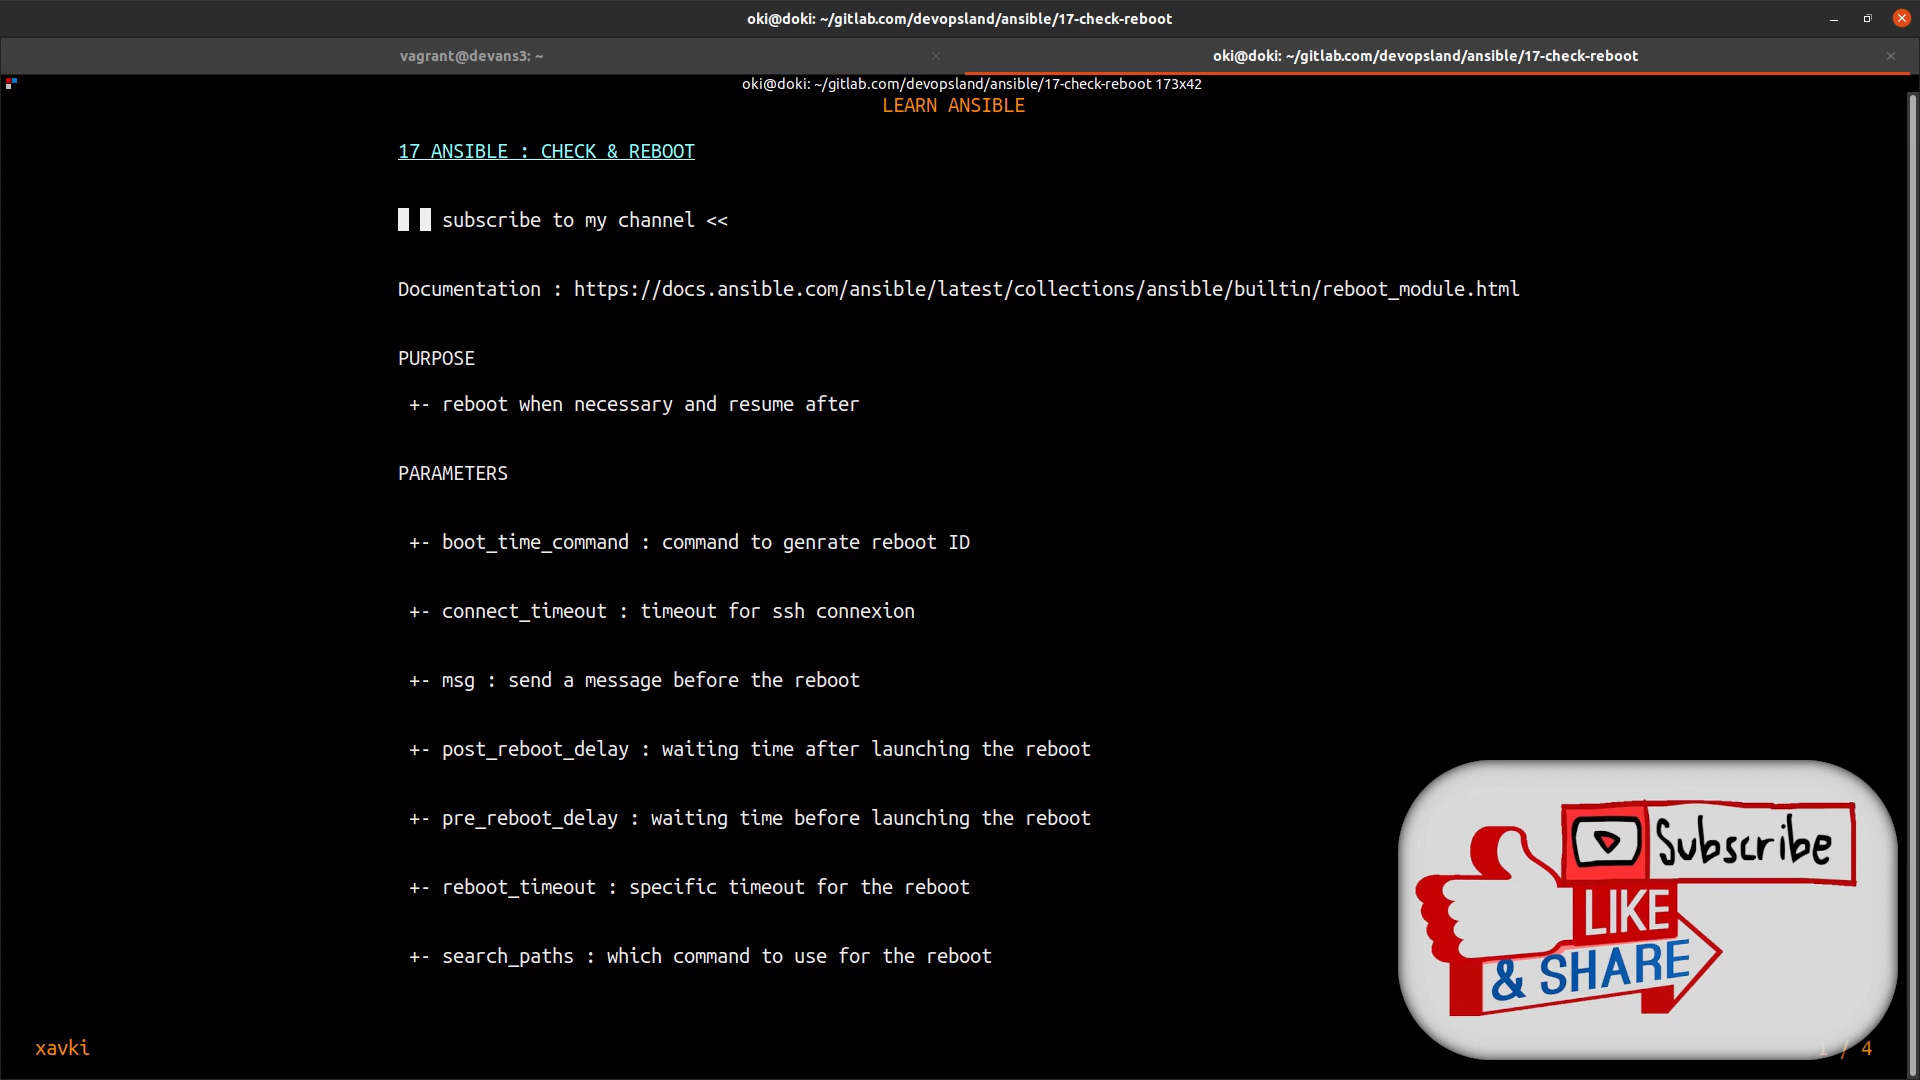 oki@doki: ~/gitlab.com/devopsland/ansible/17-check-reboot
vagrant@devans3: ~
oki@doki: ~/gitlab.com/devopsland/ansible/17-check-reboot
oki@doki: ~/gitlab.com/devopsland/ansible/17-check-reboot 173x42
LEARN ANSIBLE
17 ANSIBLE : CHECK & REBOOT
subscribe to my channel <<
Documentation : https://docs.ansible.com/ansible/latest/collections/ansible/builtin/reboot_module.html
PURPOSE
+- reboot when necessary and resume after
PARAMETERS
+- boot_time_command : command to genrate reboot ID
+- connect_timeout : timeout for ssh connexion
+- msg : send a message before the reboot
+- post_reboot_delay : waiting time after launching the reboot
+- pre_reboot_delay : waiting time before launching the reboot
+- reboot_timeout : specific timeout for the reboot
+- search_paths : which command to use for the reboot
Subscribe
LIKE
& SHARE
xavki
1 / 4